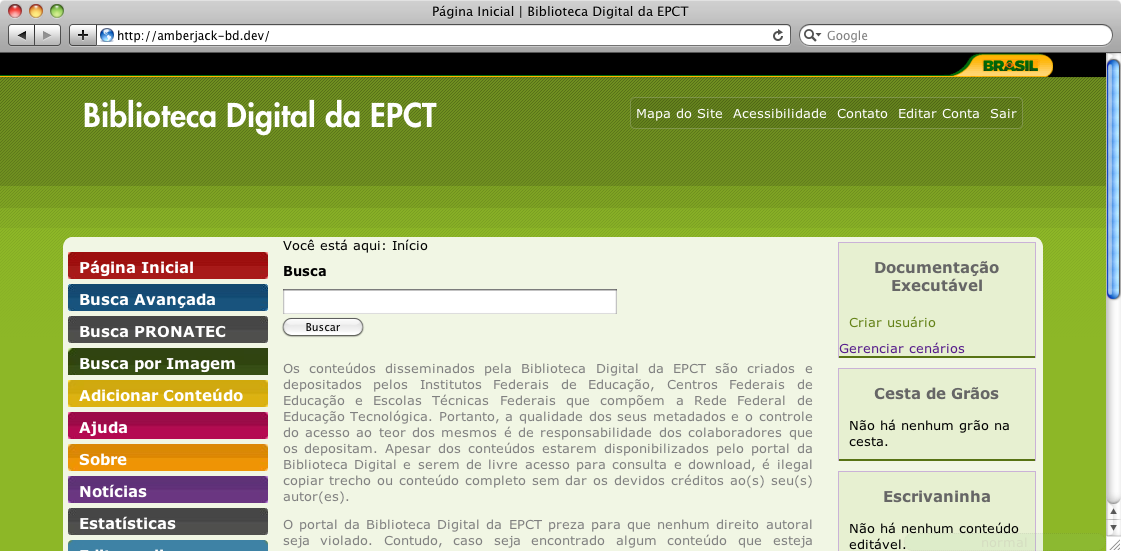 Página Inicial | Biblioteca Digital da EPCT
http://amberjack-bd.dev/
Google
BRASIL
Biblioteca Digital da EPCT
Mapa do Site Acessibilidade Contato Editar Conta Sair
Página Inicial
Busca Avançada
Busca PRONATEC
Busca por Imagem
Adicionar Conteúdo
Ajuda
Sobre
Notícias
Estatísticas
Você está aqui: Início
Busca
Buscar
Os conteúdos disseminados pela Biblioteca Digital da EPCT são criados e
depositados pelos Institutos Federais de Educação, Centros Federais de
Educação e Escolas Técnicas Federais que compõem a Rede Federal de
Educação Tecnológica. Portanto, a qualidade dos seus metadados e o controle
do acesso ao teor dos mesmos é de responsabilidade dos colaboradores que
os depositam. Apesar dos conteúdos estarem disponibilizados pelo portal da
Biblioteca Digital e serem de livre acesso para consulta e download, é ilegal
copiar trecho ou conteúdo completo sem dar os devidos créditos ao(s) seu(s)
autor(es).
O portal da Biblioteca Digital da EPCT preza para que nenhum direito autoral
seja violado. Contudo, caso seja encontrado algum conteúdo que esteja
Documentação
Executável
Criar usuário
Gerenciar cenários
Cesta de Grãos
Não há nenhum grão na
cesta.
Escrivaninha
Não há nenhum conteúdo
editável.
normal